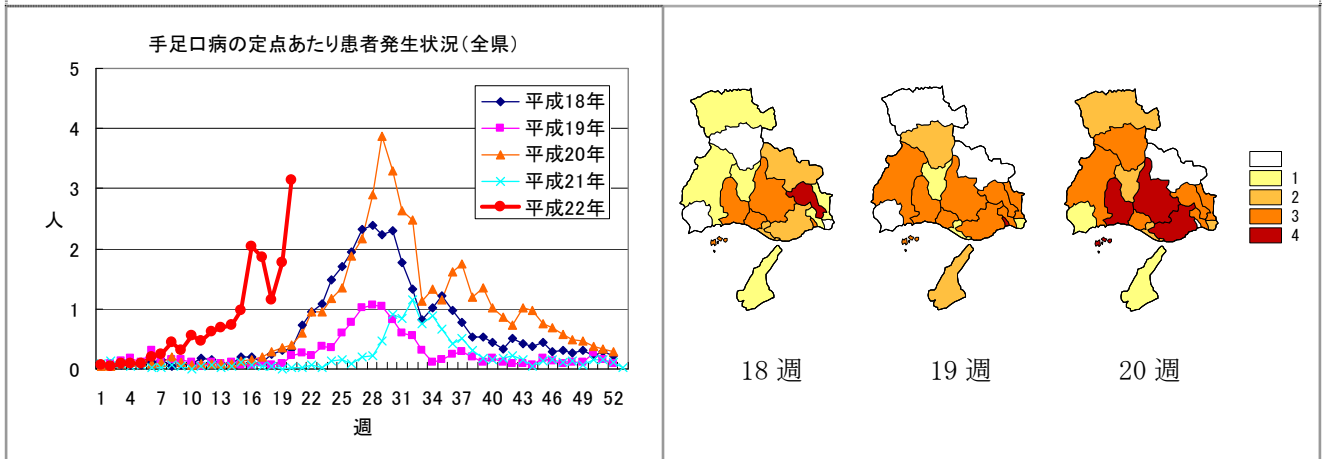 手足口病の定点あたり患者発生状況(全県)
5
4
3
2
1
0
人
平成18年
平成19年
平成20年
平成21年
平成22年
1 4 7 10 13 16 19 22 25 28 31 34 37 40 43 46 49 52
週
1
2
3
4
18 週 19 週 20 週